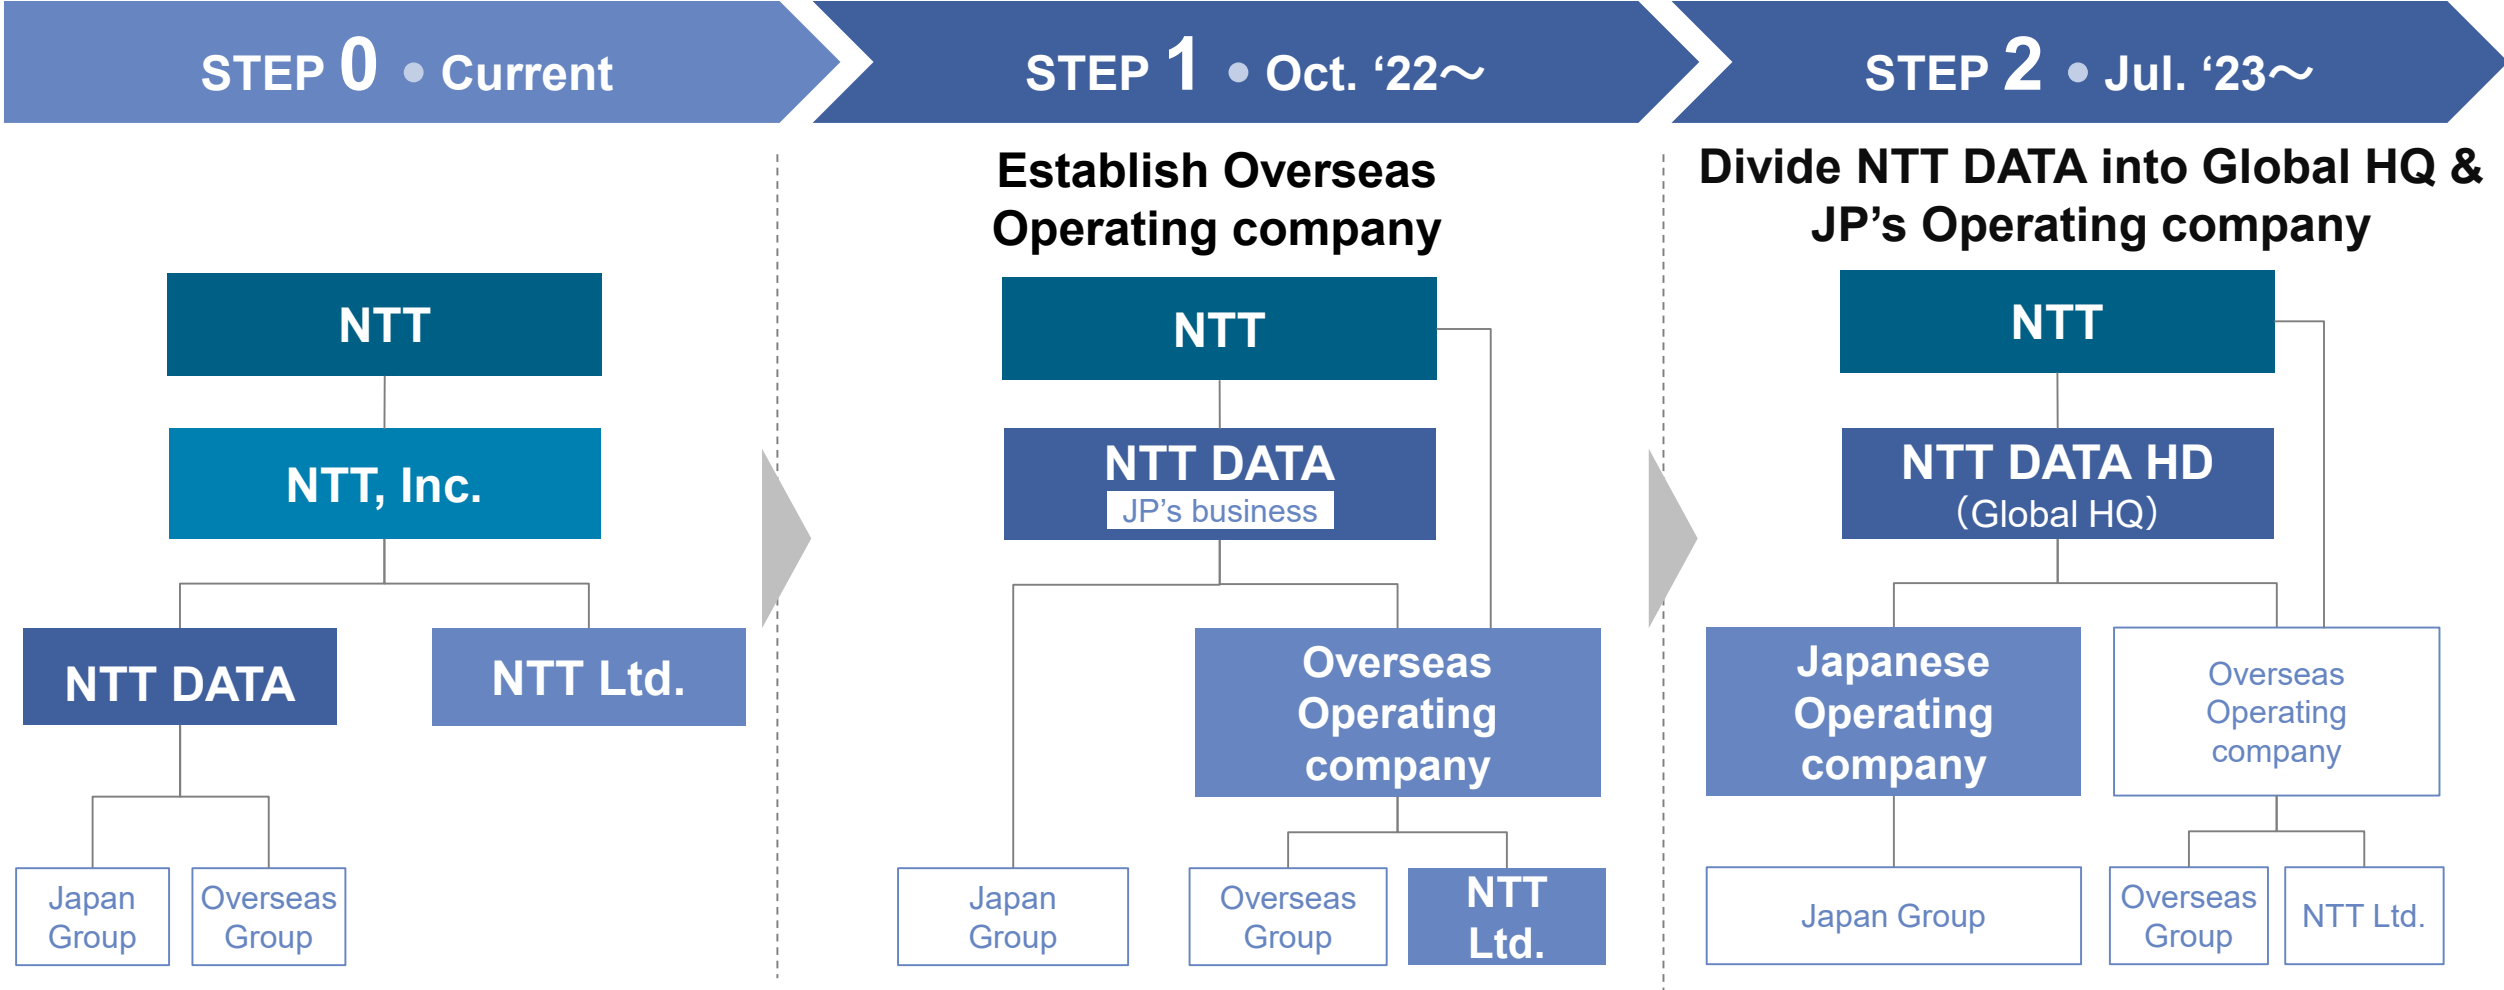 STEP 0 • Current
STEP 1 • Oct. ‘22～
STEP 2 • Jul. ‘23～
NTT
NTT, Inc.
NTT DATA
NTT Ltd.
Japan
Group
Overseas
Group
Establish Overseas
Operating company
NTT
NTT DATA
JP’s business
Overseas
Operating
company
Japan
Group
Overseas
Group
NTT
Ltd.
Divide NTT DATA into Global HQ &
JP’s Operating company
NTT
NTT DATA HD
（Global HQ）
Japanese
Operating
company
Overseas
Operating
company
Japan Group
Overseas
Group
NTT Ltd.